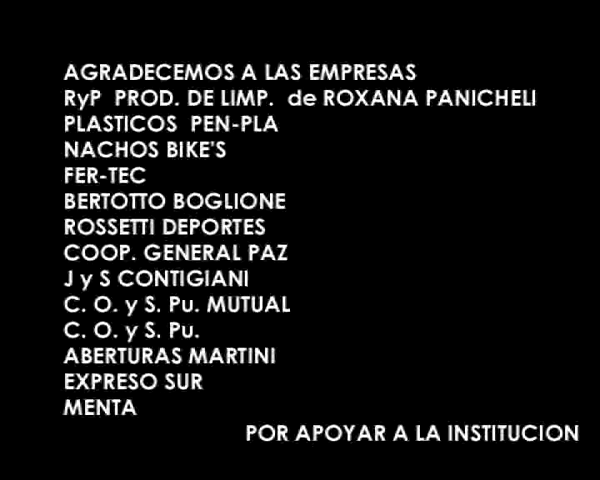 AGRADECEMOS A LAS EMPRESAS
RyP PROD. DE LIMP. de ROXANA PANICHELI
PLASTICOS PEN-PLA
NACHOS BIKE'S
FER-TEC
BERTOTTO BOGLIONE
ROSSETTI DEPORTES
COOP. GENERAL PAZ
J y S CONTIGIANI
C. O. y S. Pu. MUTUAL
C. O. y S. Pu.
ABERTURAS MARTINI
EXPRESO SUR
MENTA
POR APOYAR A LA INSTITUCION